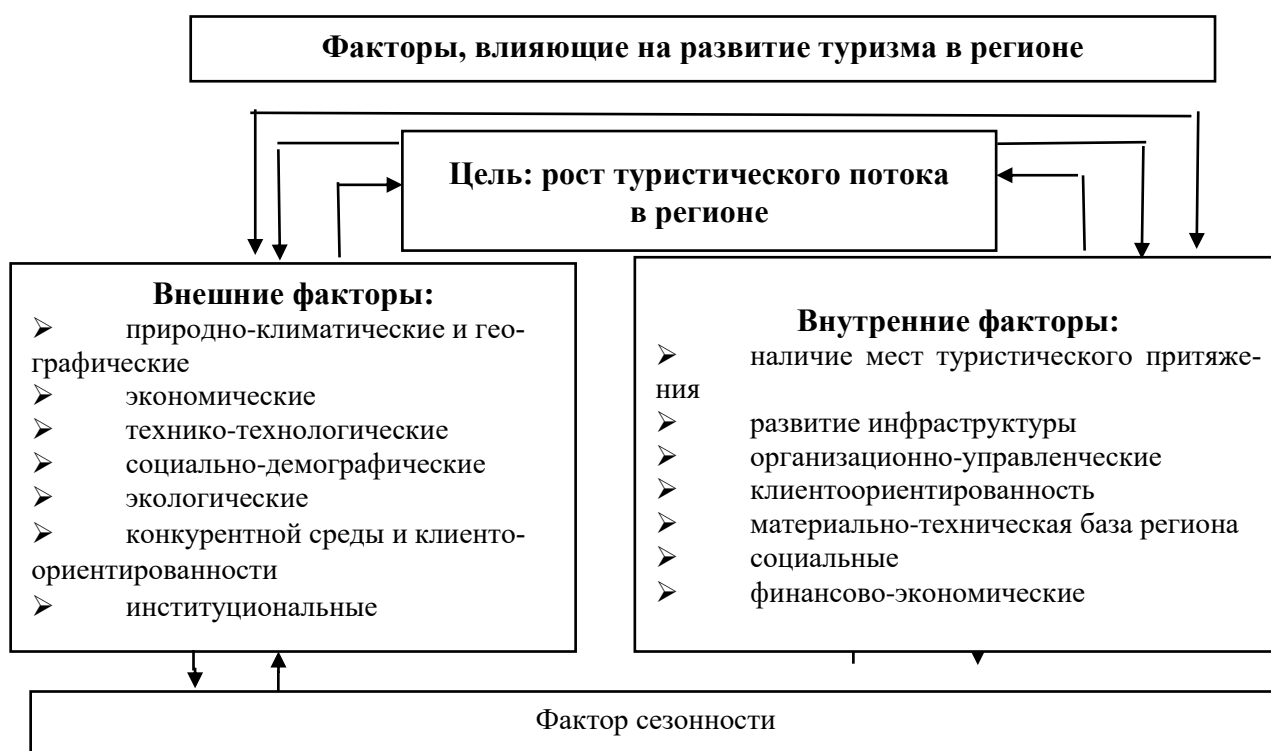 Факторы, влияющие на развитие туризма в регионе
Цель: рост туристического потока
в регионе
Внешние факторы:
➢ природно-климатические и гео-
графические
➢ экономические
➢ технико-технологические
➢ социально-демографические
➢ экологические
➢ конкурентной среды и клиенто-
ориентированности
➢ институциональные
Внутренние факторы:
➢ наличие мест туристического притяже-
ния
➢ развитие инфраструктуры
➢ организационно-управленческие
➢ клиентоориентированность
➢ материально-техническая база региона
➢ социальные
➢ финансово-экономические
Фактор сезонности